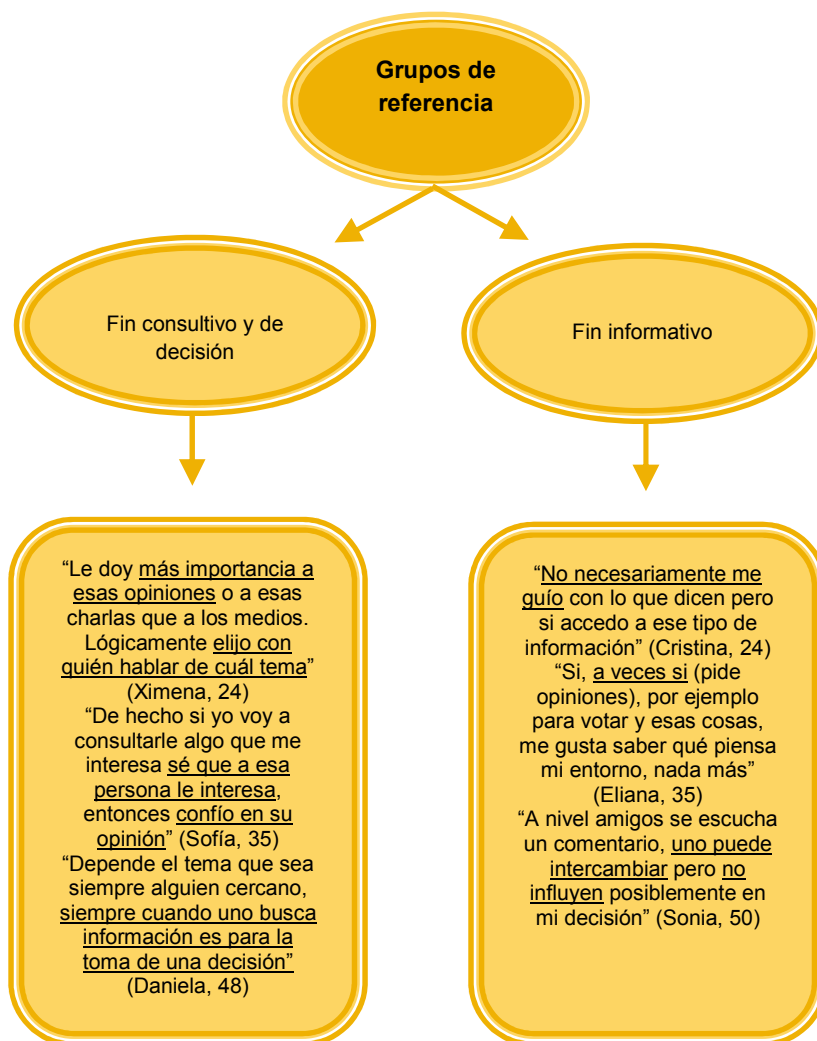 Grupos de
referencia
Fin consultivo y de
decisión
Fin informativo
“Le doy más importancia a
esas opiniones o a esas
charlas que a los medios.
Lógicamente elijo con
quién hablar de cuál tema”
(Ximena, 24)
“De hecho si yo voy a
consultarle algo que me
interesa sé que a esa
persona le interesa,
entonces confío en su
opinión” (Sofía, 35)
“Depende el tema que sea
siempre alguien cercano,
siempre cuando uno busca
información es para la
toma de una decisión”
(Daniela, 48)
“No necesariamente me
guío con lo que dicen pero
si accedo a ese tipo de
información” (Cristina, 24)
“Si, a veces si (pide
opiniones), por ejemplo
para votar y esas cosas,
me gusta saber qué piensa
mi entorno, nada más”
(Eliana, 35)
“A nivel amigos se escucha
un comentario, uno puede
intercambiar pero no
influyen posiblemente en
mi decisión” (Sonia, 50)